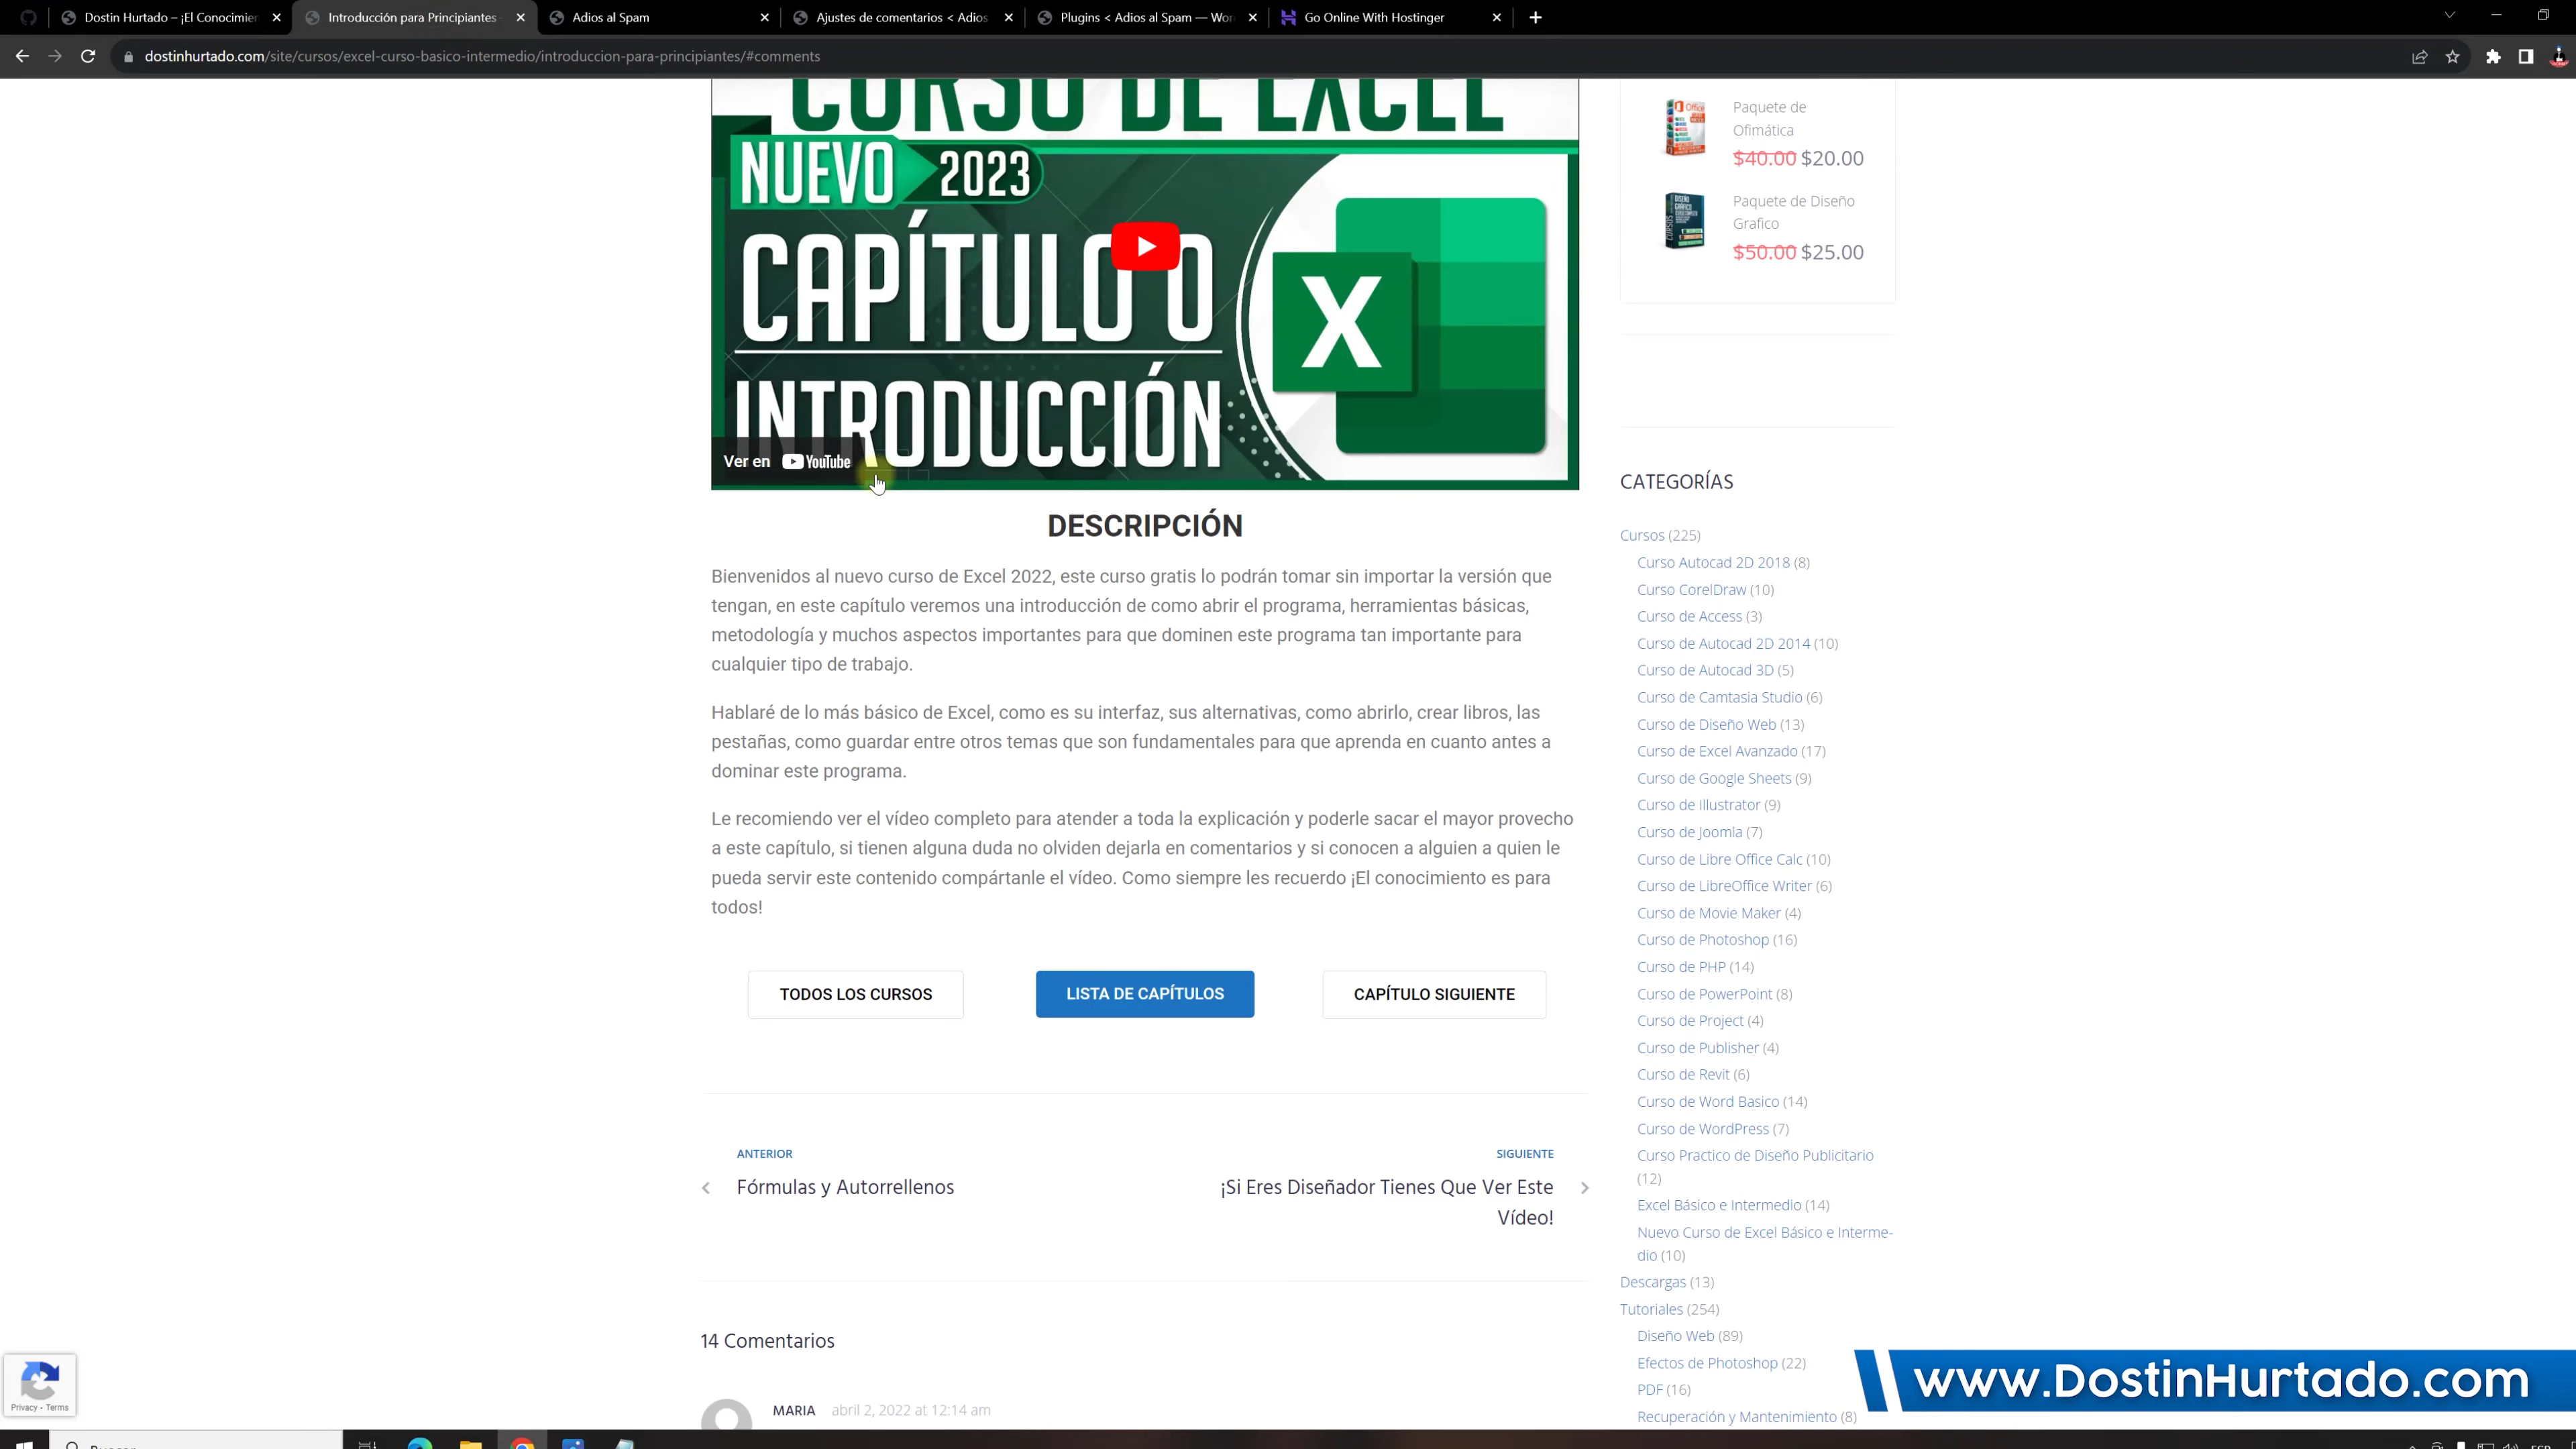 Dostin Hurtado – ¡El Conocimier
Introducción para Principiantes
Adios al Spam
Ajustes de comentarios < Adios
Plugins < Adios al Spam — Wor
Go Online With Hostinger
dostinhurtado.com/site/cursos/excel-curso-basico-intermedio/introduccion-para-principiantes/#comments
CURSO DE EXCEL
NUEVO 2023
CAPÍTULO 0
INTRODUCCIÓN
Ver en YouTube
DESCRIPCIÓN
Bienvenidos al nuevo curso de Excel 2022, este curso gratis lo podrán tomar sin importar la versión que
tengan, en este capítulo veremos una introducción de como abrir el programa, herramientas básicas,
metodología y muchos aspectos importantes para que dominen este programa tan importante para
cualquier tipo de trabajo.
Hablaré de lo más básico de Excel, como es su interfaz, sus alternativas, como abrirlo, crear libros, las
pestañas, como guardar entre otros temas que son fundamentales para que aprenda en cuanto antes a
dominar este programa.
Le recomiendo ver el vídeo completo para atender a toda la explicación y poderle sacar el mayor provecho
a este capítulo, si tienen alguna duda no olviden dejarla en comentarios y si conocen a alguien a quien le
pueda servir este contenido compártanle el vídeo. Como siempre les recuerdo ¡El conocimiento es para
todos!
TODOS LOS CURSOS
LISTA DE CAPÍTULOS
CAPÍTULO SIGUIENTE
ANTERIOR
Fórmulas y Autorrellenos
SIGUIENTE
¡Si Eres Diseñador Tienes Que Ver Este
Vídeo!
14 Comentarios
MARIA abril 2, 2022 at 12:14 am
Paquete de
Ofimática
$40.00 $20.00
Paquete de Diseño
Grafico
$50.00 $25.00
CATEGORÍAS
Cursos (225)
Curso Autocad 2D 2018 (8)
Curso CorelDraw (10)
Curso de Access (3)
Curso de Autocad 2D 2014 (10)
Curso de Autocad 3D (5)
Curso de Camtasia Studio (6)
Curso de Diseño Web (13)
Curso de Excel Avanzado (17)
Curso de Google Sheets (9)
Curso de Illustrator (9)
Curso de Joomla (7)
Curso de Libre Office Calc (10)
Curso de LibreOffice Writer (6)
Curso de Movie Maker (4)
Curso de Photoshop (16)
Curso de PHP (14)
Curso de PowerPoint (8)
Curso de Project (4)
Curso de Publisher (4)
Curso de Revit (6)
Curso de Word Basico (14)
Curso de WordPress (7)
Curso Practico de Diseño Publicitario
(12)
Excel Básico e Intermedio (14)
Nuevo Curso de Excel Básico e Interme-
dio (10)
Descargas (13)
Tutoriales (254)
Diseño Web (89)
Efectos de Photoshop (22)
PDF (16)
Recuperación y Mantenimiento (8)
Privacy - Terms
www.DostinHurtado.com